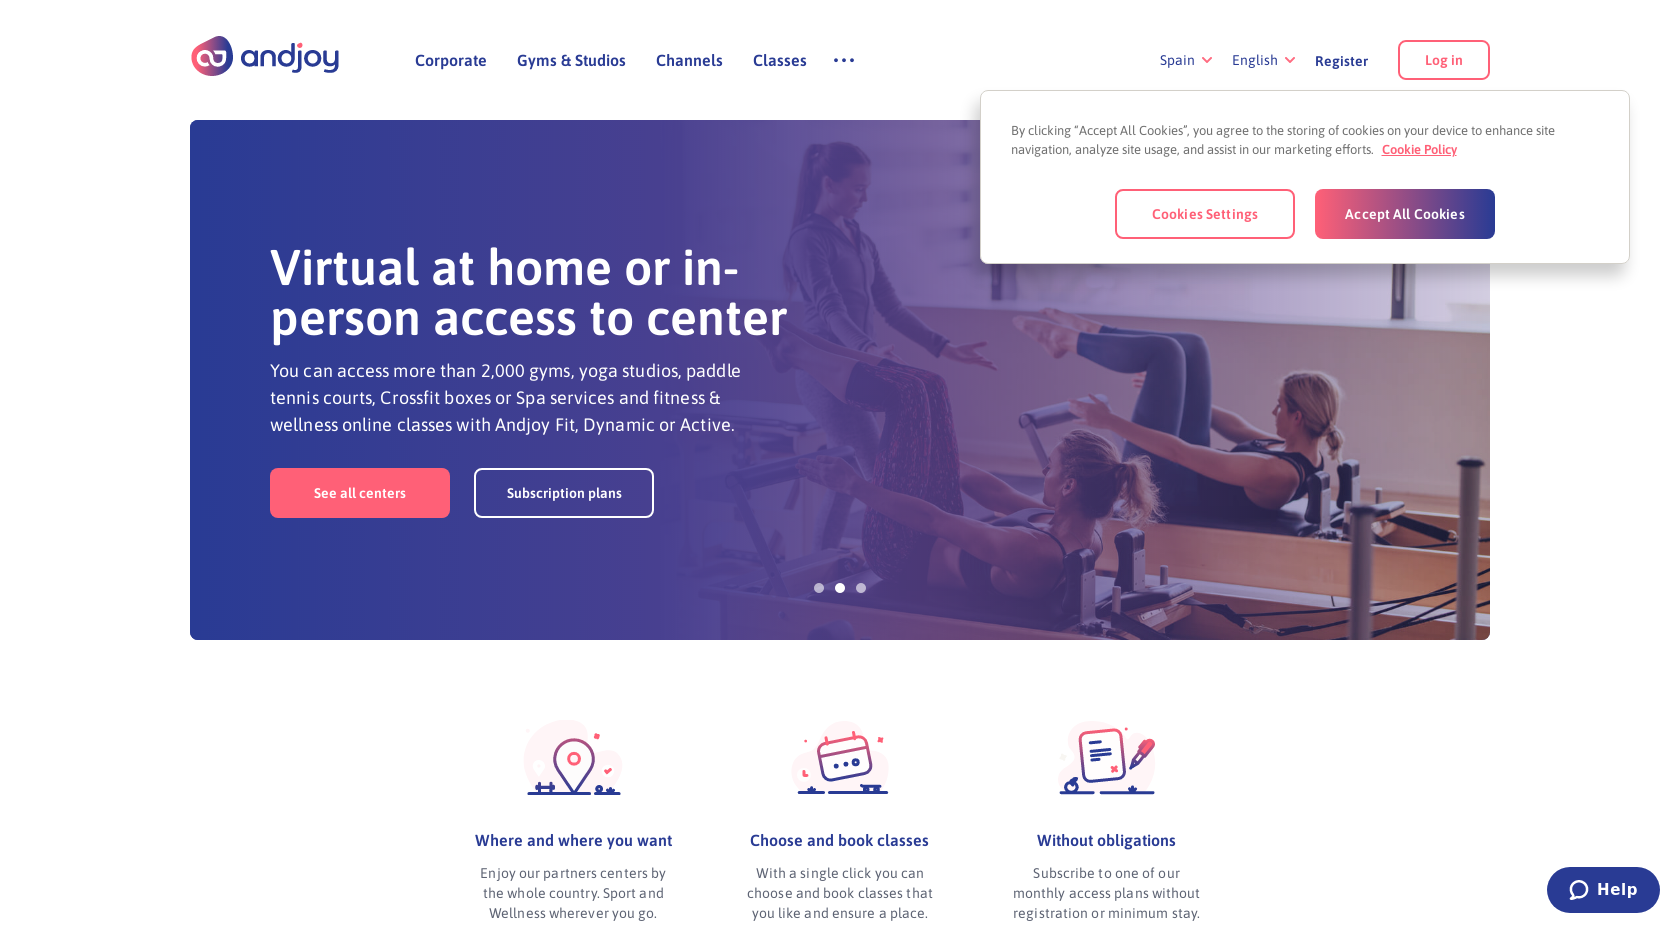 andjoy
Corporate
Gyms & Studios
Channels
Classes
Spain
English
Register
Log in
By clicking “Accept All Cookies”, you agree to the storing of cookies on your device to enhance site
navigation, analyze site usage, and assist in our marketing efforts. Cookie Policy
Cookies Settings
Accept All Cookies
Virtual at home or in-
person access to center
You can access more than 2,000 gyms, yoga studios, paddle
tennis courts, Crossfit boxes or Spa services and fitness &
wellness online classes with Andjoy Fit, Dynamic or Active.
See all centers
Subscription plans
Where and where you want
Enjoy our partners centers by
the whole country. Sport and
Wellness wherever you go.
Choose and book classes
With a single click you can
choose and book classes that
you like and ensure a place.
Without obligations
Subscribe to one of our
monthly access plans without
registration or minimum stay.
Help